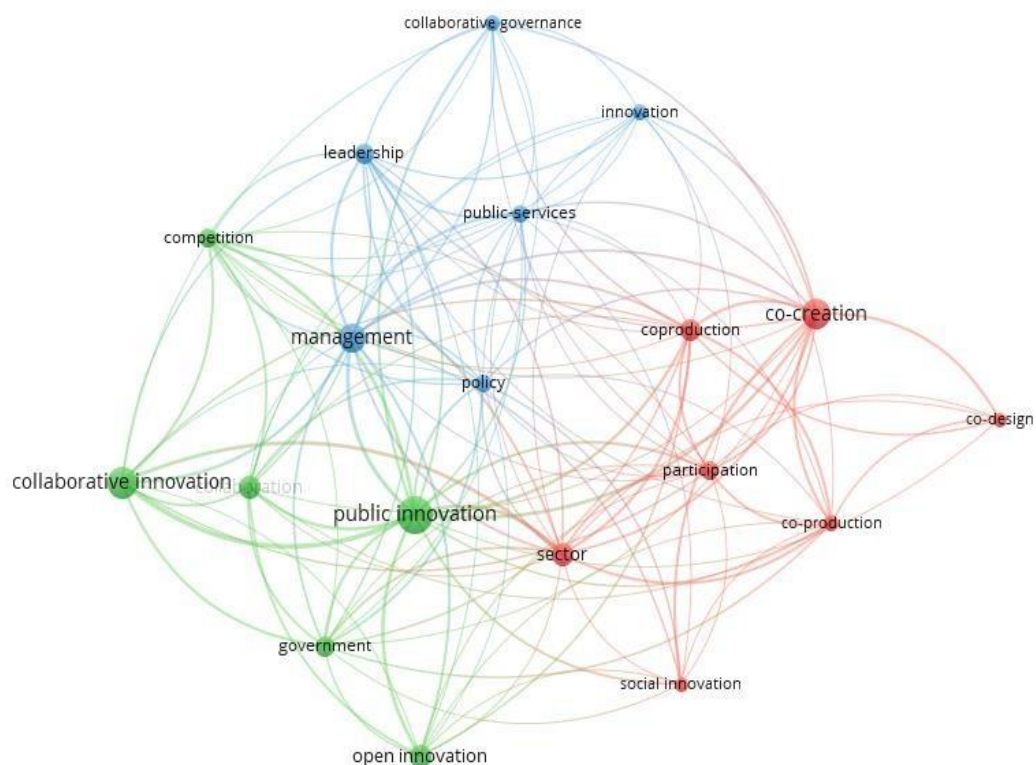 collaborative governance
innovation
leadership
public-services
competition
co-creation
coproduction
management
policy
co-design
participation
collaborative innovation
collaboration
public innovation
co-production
sector
government
social innovation
open innovation